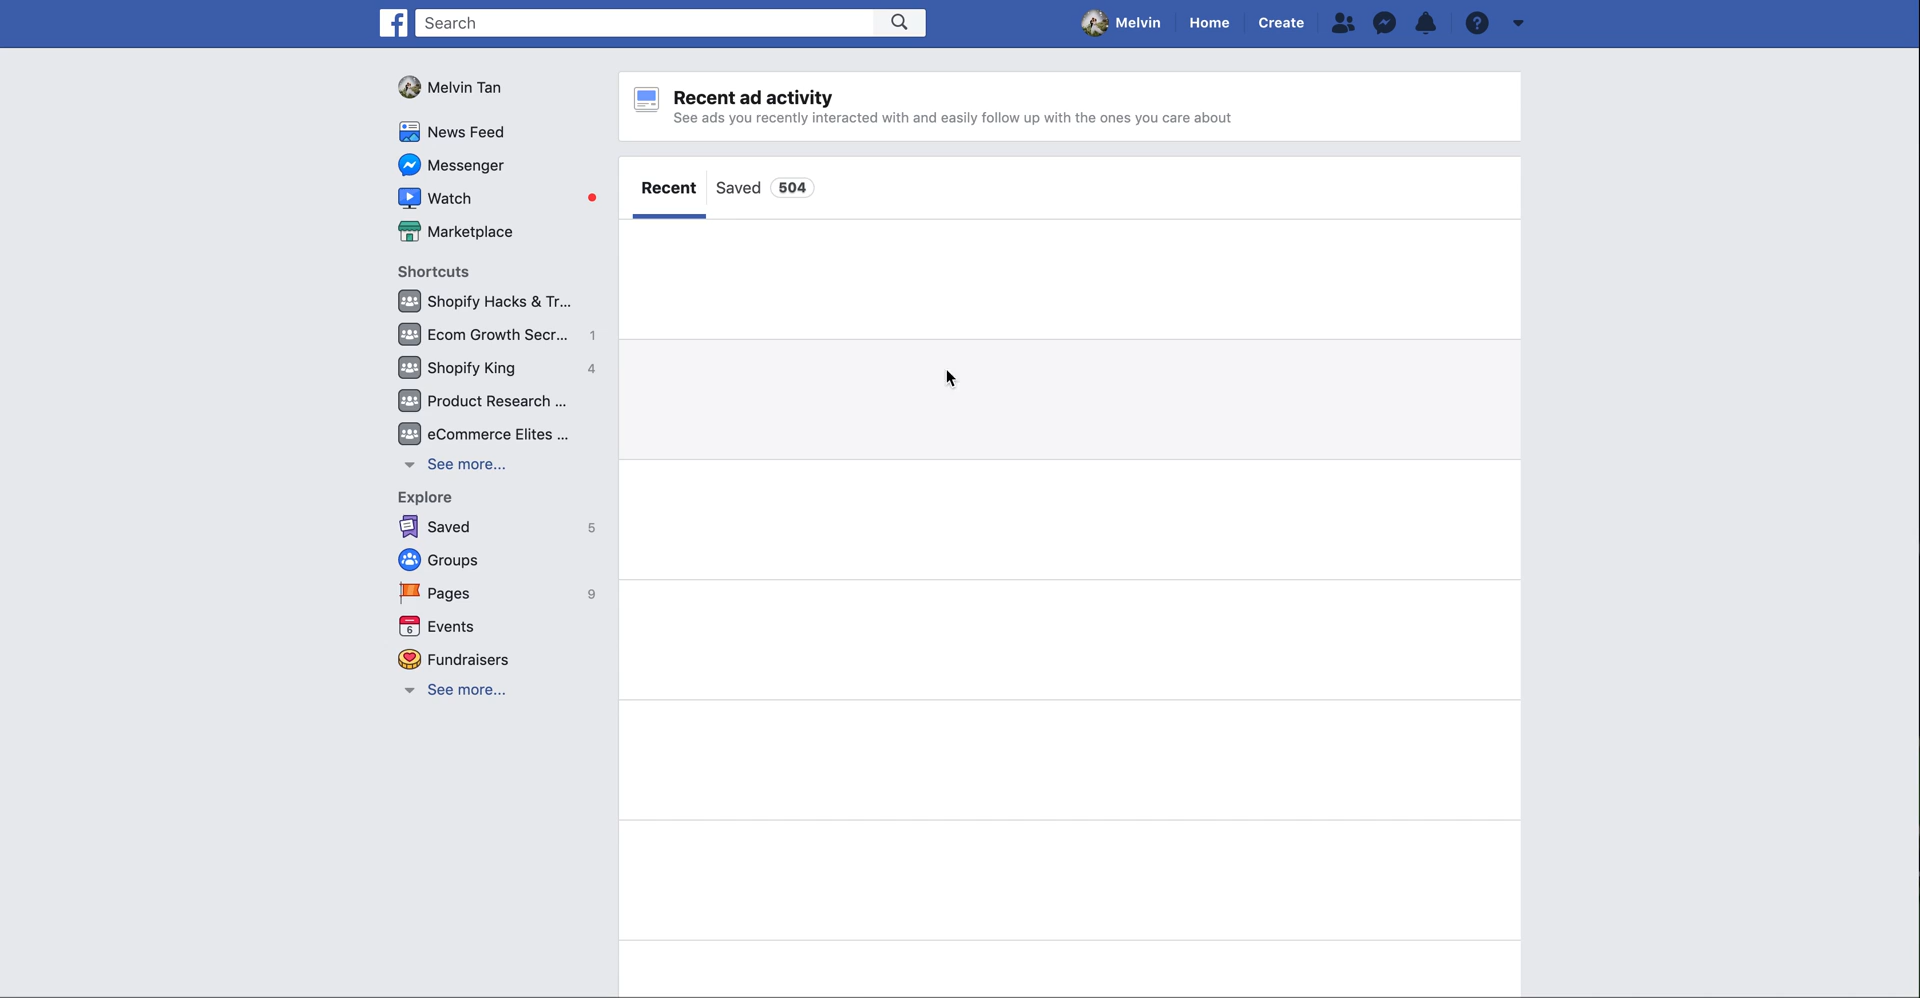 Search
Melvin
Home
Create
Melvin Tan
News Feed
Messenger
Watch
Marketplace
Shortcuts
Shopify Hacks & Tr...
Ecom Growth Secr... 1
Shopify King 4
Product Research ...
eCommerce Elites ...
See more...
Explore
Saved 5
Groups
Pages 9
6 Events
Fundraisers
See more...
Recent ad activity
See ads you recently interacted with and easily follow up with the ones you care about
Recent
Saved 504